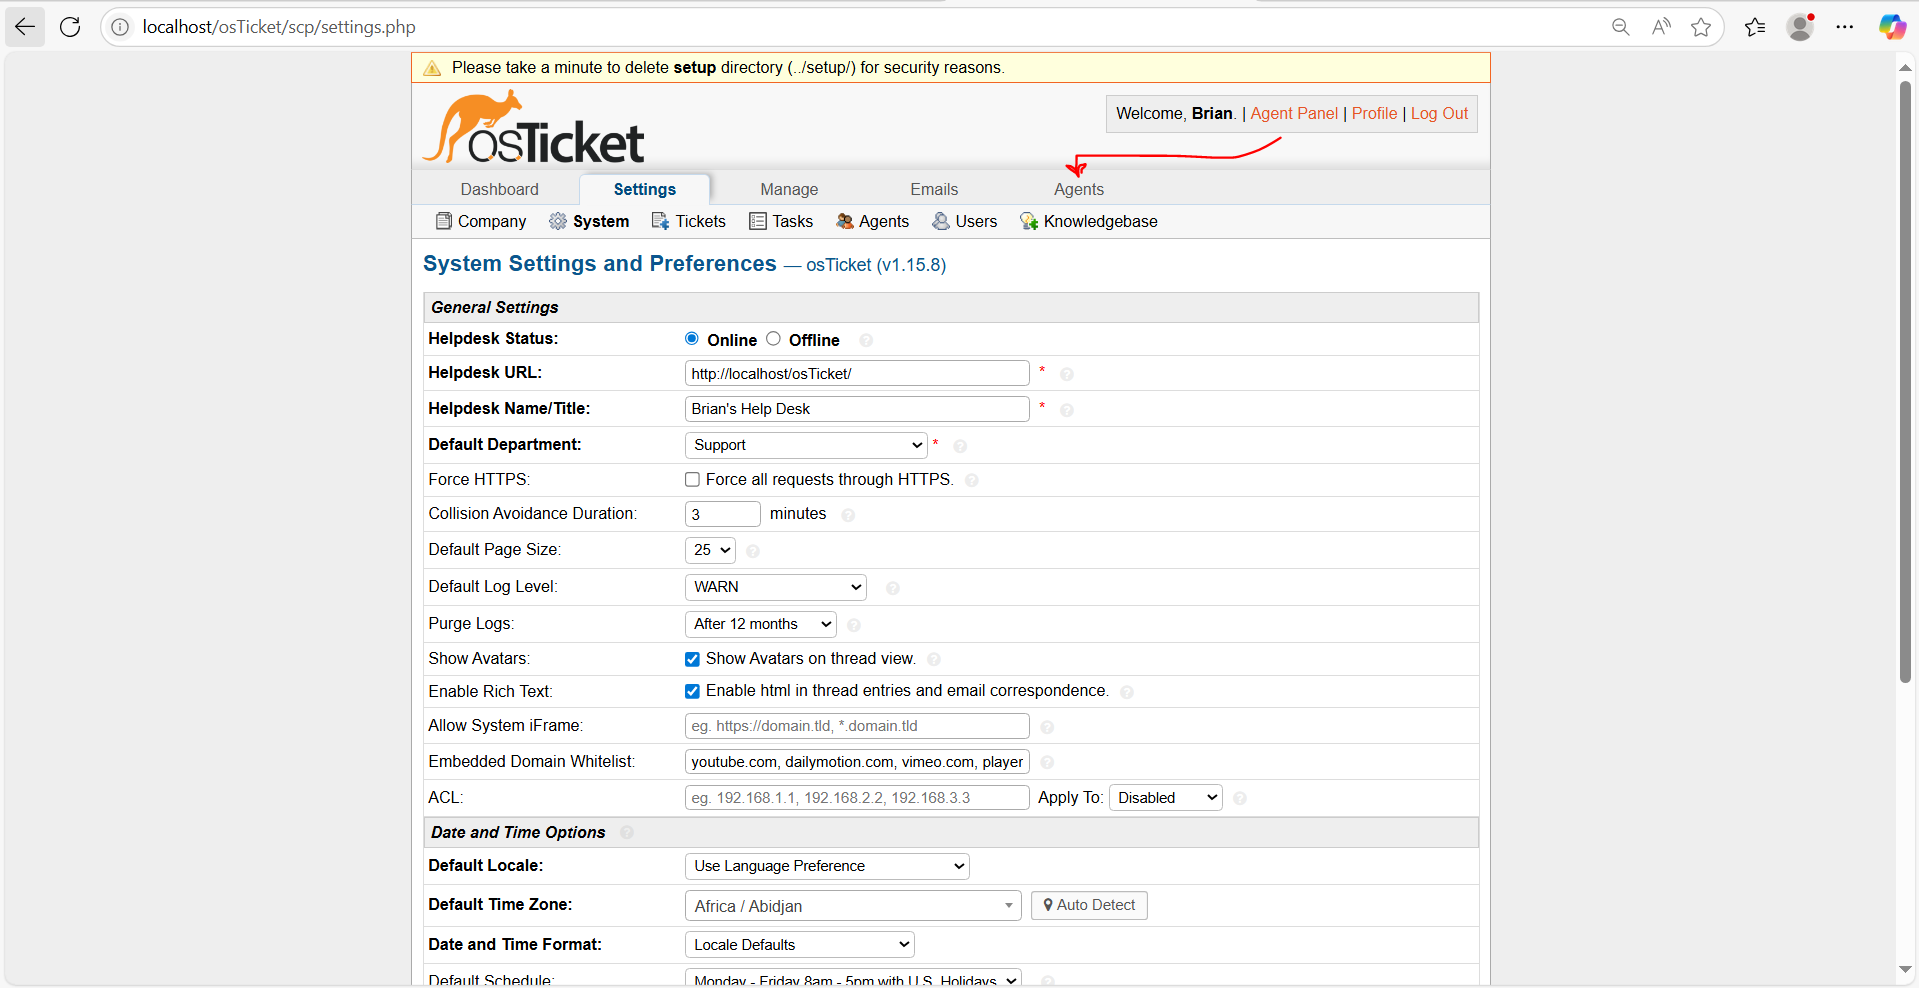 localhost/osTicket/scp/settings.php
Please take a minute to delete setup directory (../setup/) for security reasons.
osTicket
Welcome, Brian. | Agent Panel | Profile | Log Out
Dashboard Settings Manage Emails Agents
Company System Tickets Tasks Agents Users Knowledgebase
System Settings and Preferences — osTicket (v1.15.8)
General Settings
Helpdesk Status: Online Offline
Helpdesk URL: http://localhost/osTicket/ *
Helpdesk Name/Title: Brian's Help Desk *
Default Department: Support *
Force HTTPS: Force all requests through HTTPS.
Collision Avoidance Duration: 3 minutes
Default Page Size: 25
Default Log Level: WARN
Purge Logs: After 12 months
Show Avatars: Show Avatars on thread view.
Enable Rich Text: Enable html in thread entries and email correspondence.
Allow System iFrame: eg. https://domain.tld, *.domain.tld
Embedded Domain Whitelist: youtube.com, dailymotion.com, vimeo.com, player
ACL: eg. 192.168.1.1, 192.168.2.2, 192.168.3.3 Apply To: Disabled
Date and Time Options
Default Locale: Use Language Preference
Default Time Zone: Africa / Abidjan Auto Detect
Date and Time Format: Locale Defaults
Default Schedule: Monday - Friday 8am - 5pm with U.S. Holidays